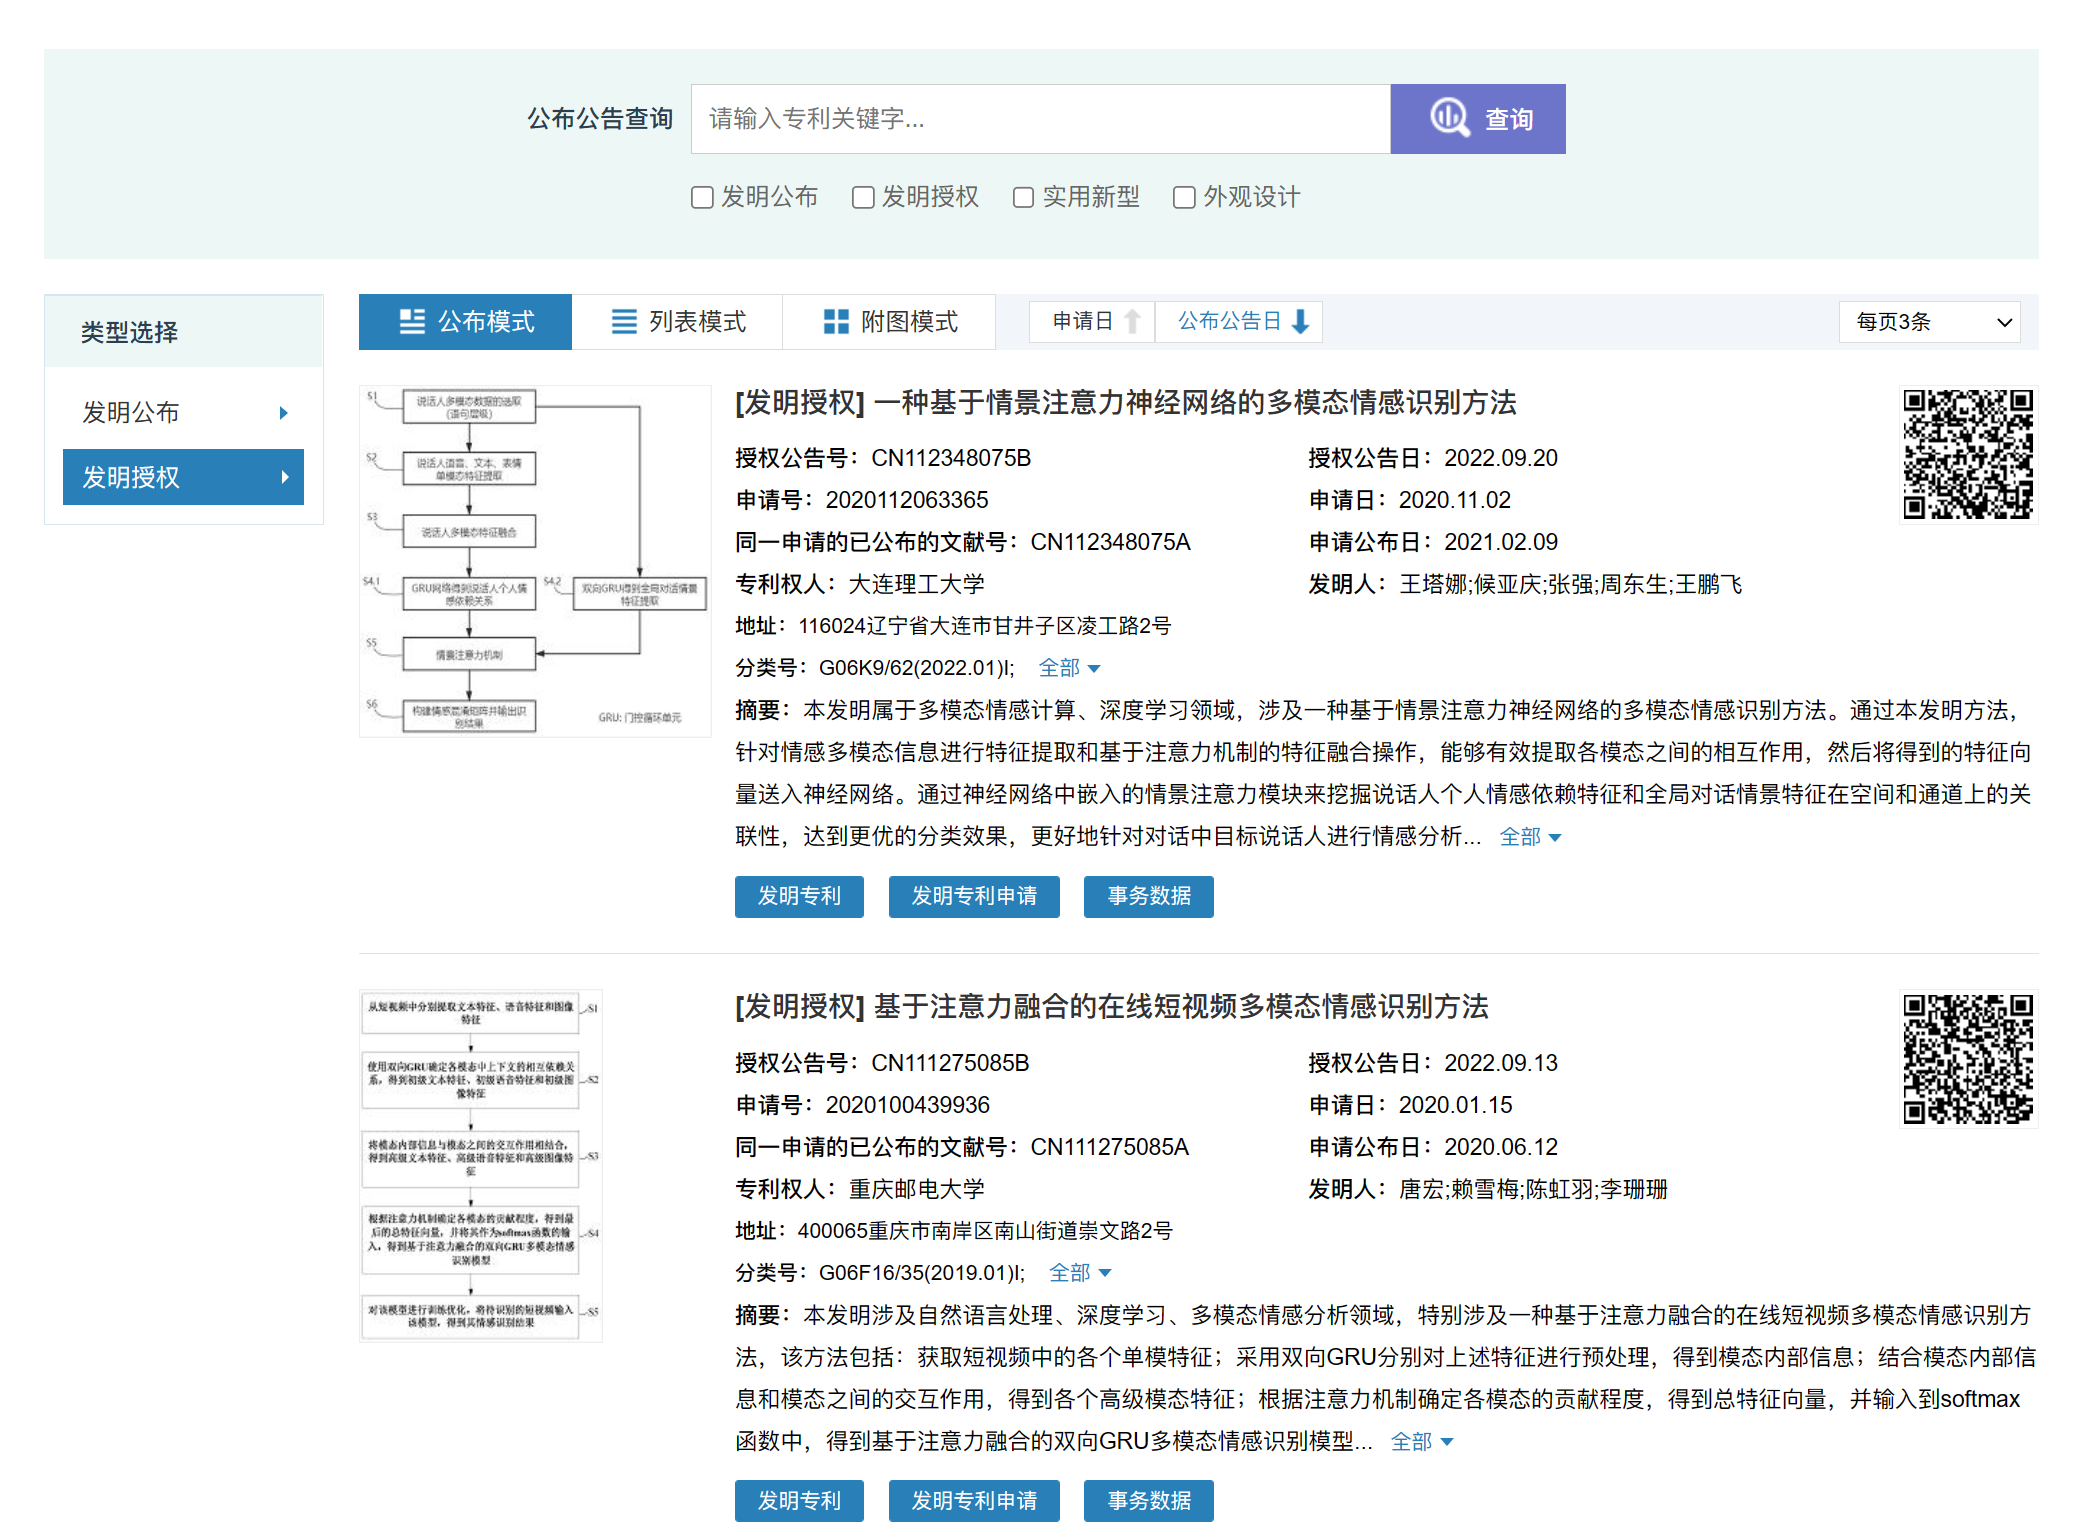 公布公告查询
请输入专利关键字...
查询
发明公布
发明授权
实用新型
外观设计
类型选择
发明公布
发明授权
公布模式
列表模式
附图模式
申请日
公布公告日
每页3条
S1
说话人多模态数据的选取
(语句层级)
S2
说话人语音、文本、表情
单模态特征提取
S3
说话人多模态特征融合
S4.1
GRU网络得到说话人个人情
感依赖关系
S4.2
双向GRU得到全局对话情景
特征提取
S5
情景注意力机制
S6
构建情感混淆矩阵并输出识
别结果
GRU: 门控循环单元
[发明授权] 一种基于情景注意力神经网络的多模态情感识别方法
授权公告号：CN112348075B
授权公告日：2022.09.20
申请号：2020112063365
申请日：2020.11.02
同一申请的已公布的文献号：CN112348075A
申请公布日：2021.02.09
专利权人：大连理工大学
发明人：王塔娜;候亚庆;张强;周东生;王鹏飞
地址：116024辽宁省大连市甘井子区凌工路2号
分类号：G06K9/62(2022.01)I; 全部
摘要：本发明属于多模态情感计算、深度学习领域，涉及一种基于情景注意力神经网络的多模态情感识别方法。通过本发明方法，
针对情感多模态信息进行特征提取和基于注意力机制的特征融合操作，能够有效提取各模态之间的相互作用，然后将得到的特征向
量送入神经网络。通过神经网络中嵌入的情景注意力模块来挖掘说话人个人情感依赖特征和全局对话情景特征在空间和通道上的关
联性，达到更优的分类效果，更好地针对对话中目标说话人进行情感分析... 全部
发明专利
发明专利申请
事务数据
从短视频中分别提取文本特征、语音特征和图像
特征
S1
使用双向GRU确定各模态中上下文的相互依赖关
系，得到初级文本特征、初级语音特征和初级图
像特征
S2
将模态内部信息与模态之间的交互作用相结合，
得到高级文本特征、高级语音特征和高级图像特
征
S3
根据注意力机制确定各模态的贡献程度，得到最
后的总特征向量，并将其作为softmax函数的输
入，得到基于注意力融合的双向GRU多模态情感
识别模型
S4
对该模型进行训练优化，将待识别的短视频输入
该模型，得到其情感识别结果
S5
[发明授权] 基于注意力融合的在线短视频多模态情感识别方法
授权公告号：CN111275085B
授权公告日：2022.09.13
申请号：2020100439936
申请日：2020.01.15
同一申请的已公布的文献号：CN111275085A
申请公布日：2020.06.12
专利权人：重庆邮电大学
发明人：唐宏;赖雪梅;陈虹羽;李珊珊
地址：400065重庆市南岸区南山街道崇文路2号
分类号：G06F16/35(2019.01)I; 全部
摘要：本发明涉及自然语言处理、深度学习、多模态情感分析领域，特别涉及一种基于注意力融合的在线短视频多模态情感识别方
法，该方法包括：获取短视频中的各个单模特征；采用双向GRU分别对上述特征进行预处理，得到模态内部信息；结合模态内部信
息和模态之间的交互作用，得到各个高级模态特征；根据注意力机制确定各模态的贡献程度，得到总特征向量，并输入到softmax
函数中，得到基于注意力融合的双向GRU多模态情感识别模型... 全部
发明专利
发明专利申请
事务数据